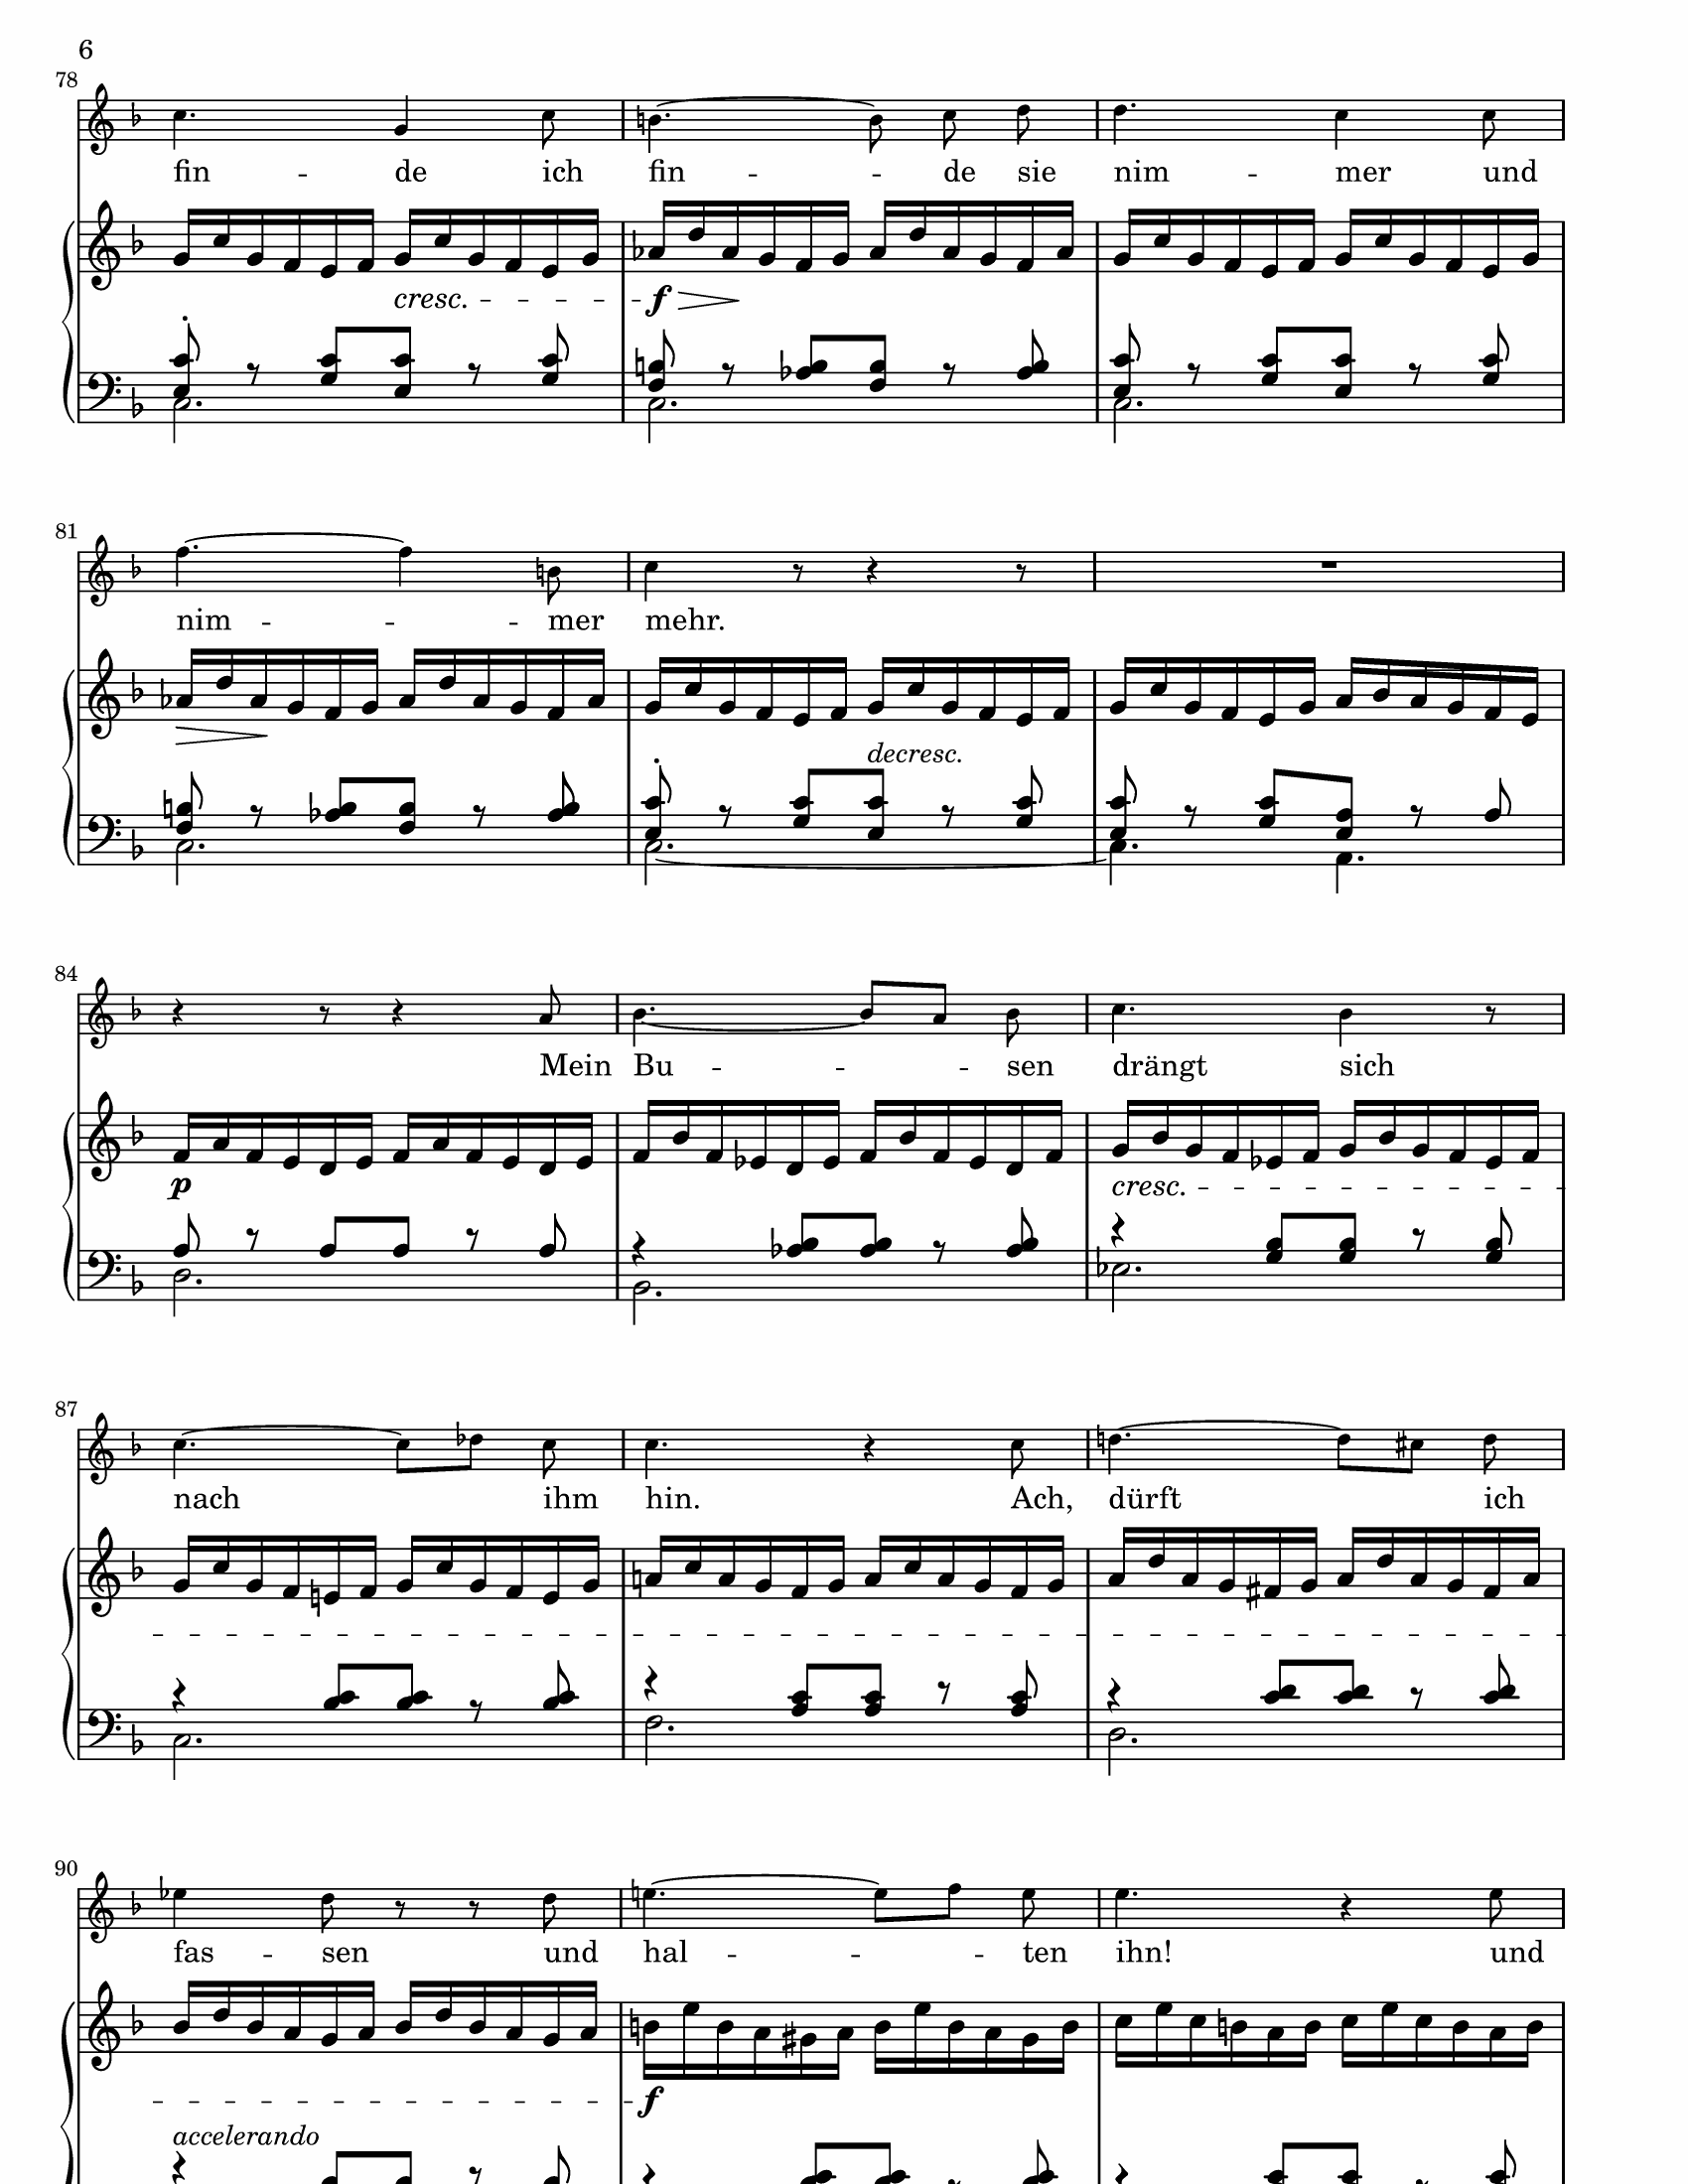 6
78
fin - de ich fin - de sie nim - mer und
cresc. f
81
nim - mer mehr.
decresc.
84
Mein Bu - sen drängt sich
p cresc.
87
nach ihm hin. Ach, dürft ich
90
fas - sen und hal - ten ihn! und
f
accelerando